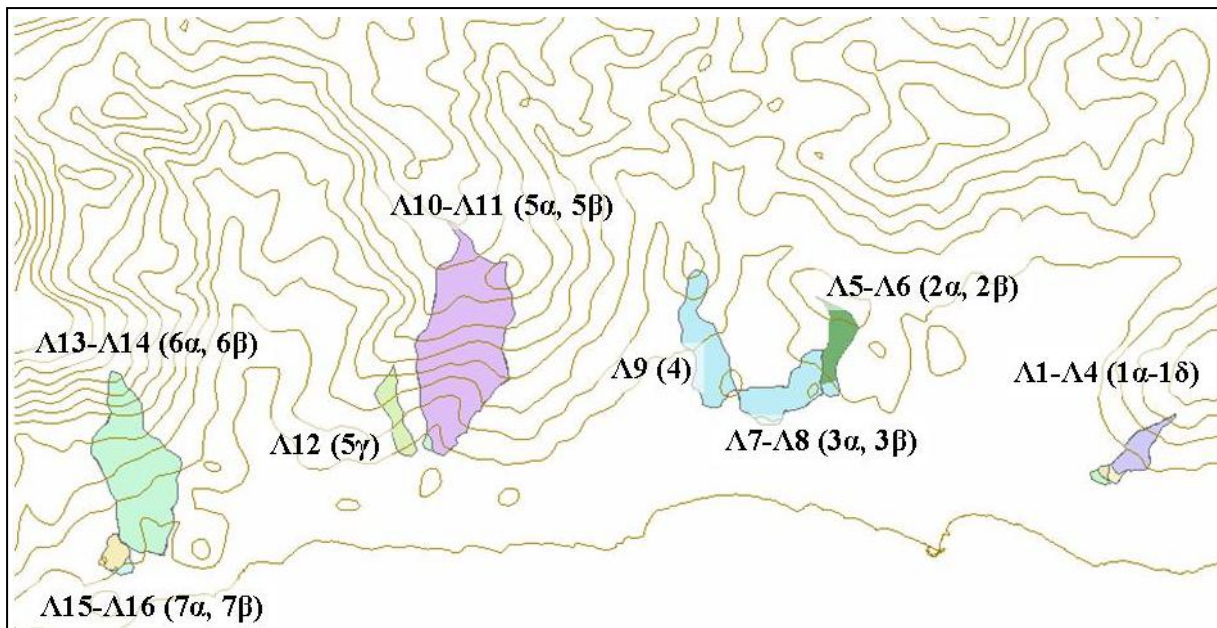 Λ10-Λ11 (5α, 5β)
Λ5-Λ6 (2α, 2β)
Λ13-Λ14 (6α, 6β)
Λ9 (4)
Λ1-Λ4 (1α-1δ)
Λ12 (5γ)
Λ7-Λ8 (3α, 3β)
Λ15-Λ16 (7α, 7β)